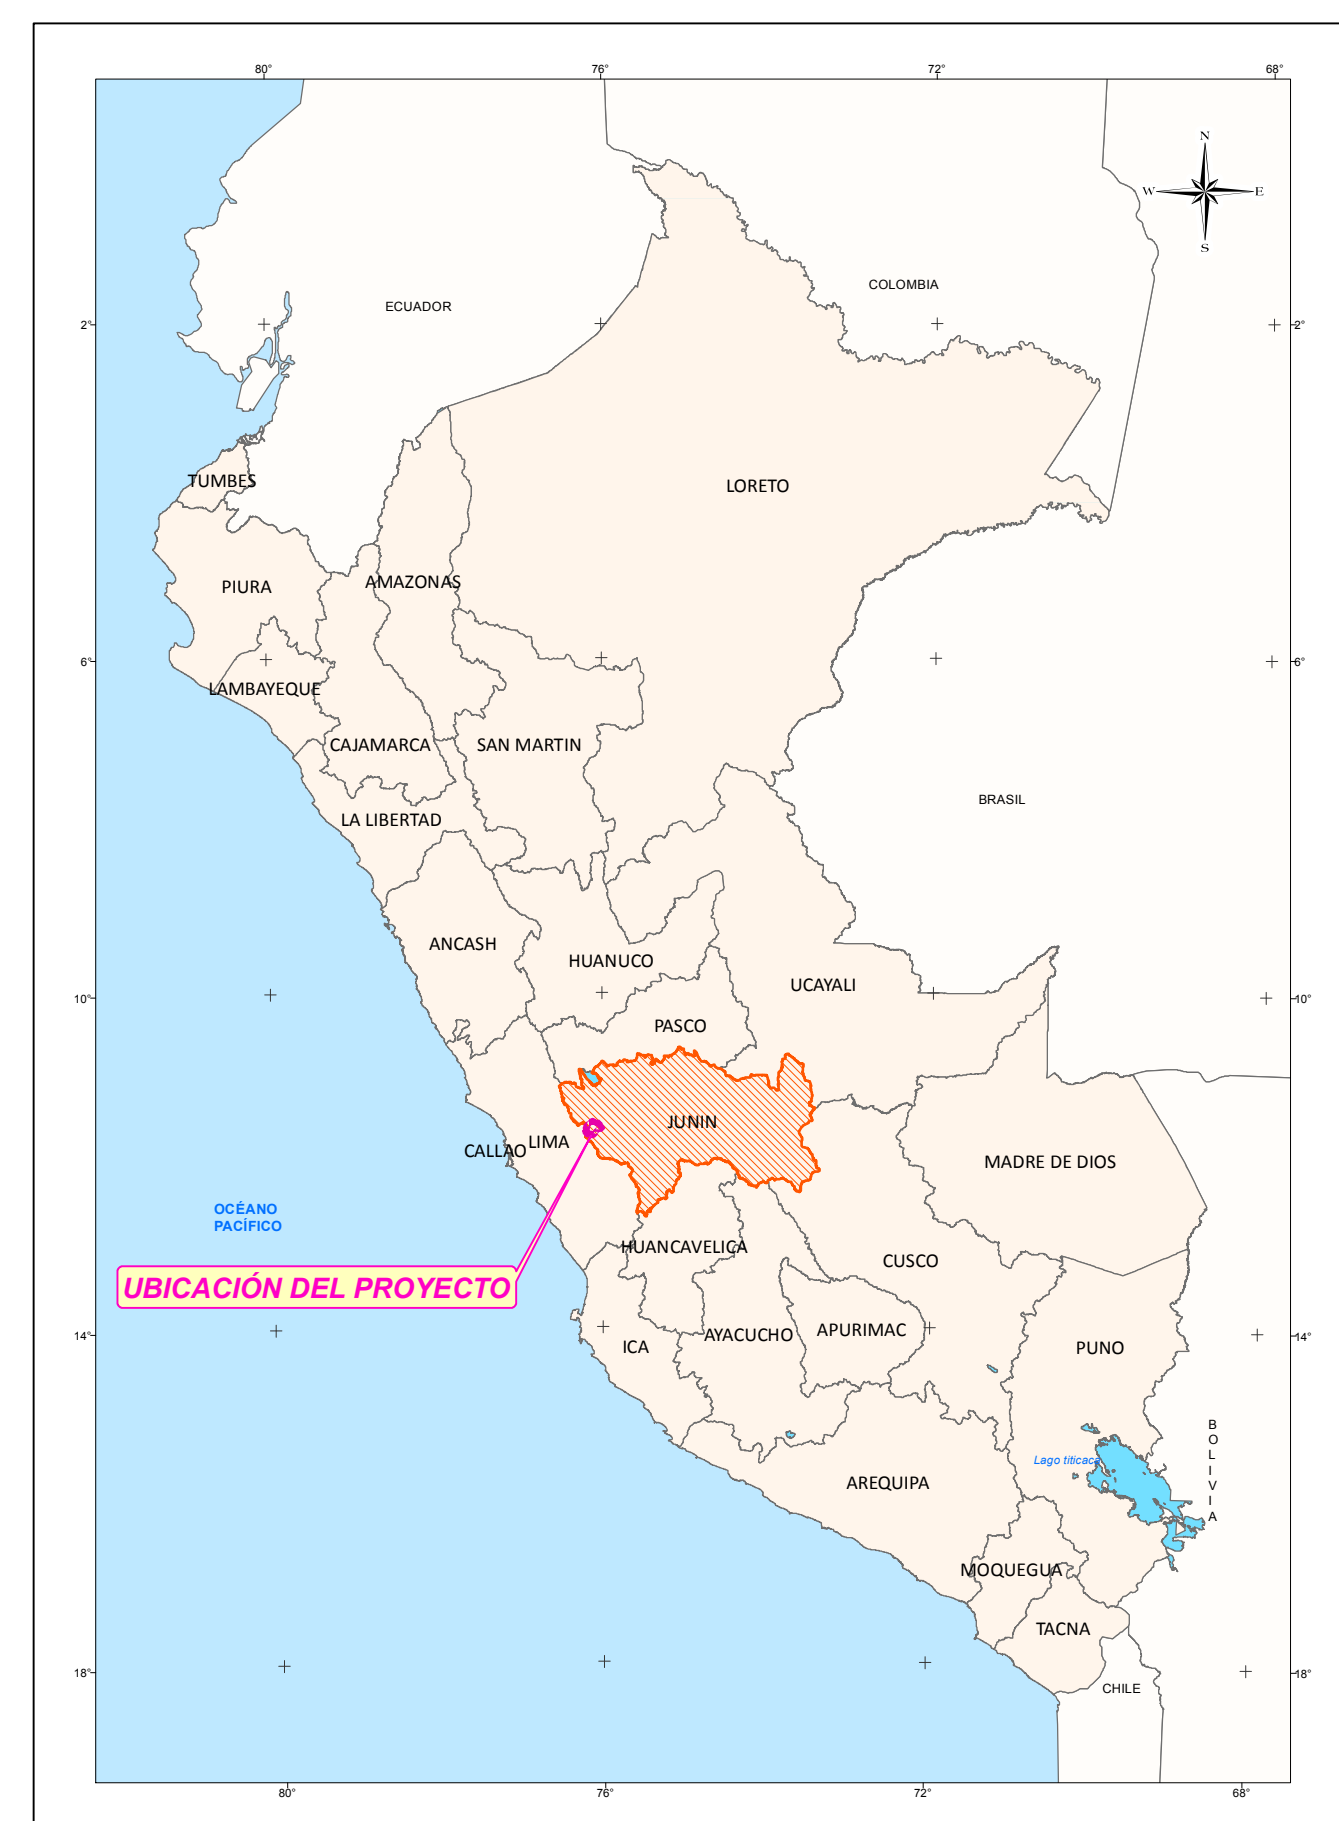 80°
76°
72°
68°
N
W
E
S
COLOMBIA
ECUADOR
2°
2°
TUMBES
LORETO
PIURA
AMAZONAS
6°
6°
LAMBAYEQUE
CAJAMARCA
SAN MARTIN
BRASIL
LA LIBERTAD
ANCASH
HUANUCO
UCAYALI
10°
10°
PASCO
JUNIN
LIMA
CALLAO
MADRE DE DIOS
OCÉANO
PACÍFICO
HUANCAVELICA
CUSCO
UBICACIÓN DEL PROYECTO
14°
14°
AYACUCHO
APURIMAC
ICA
PUNO
BOLIVIA
Lago titicaca
AREQUIPA
MOQUEGUA
TACNA
18°
18°
CHILE
80°
76°
72°
68°